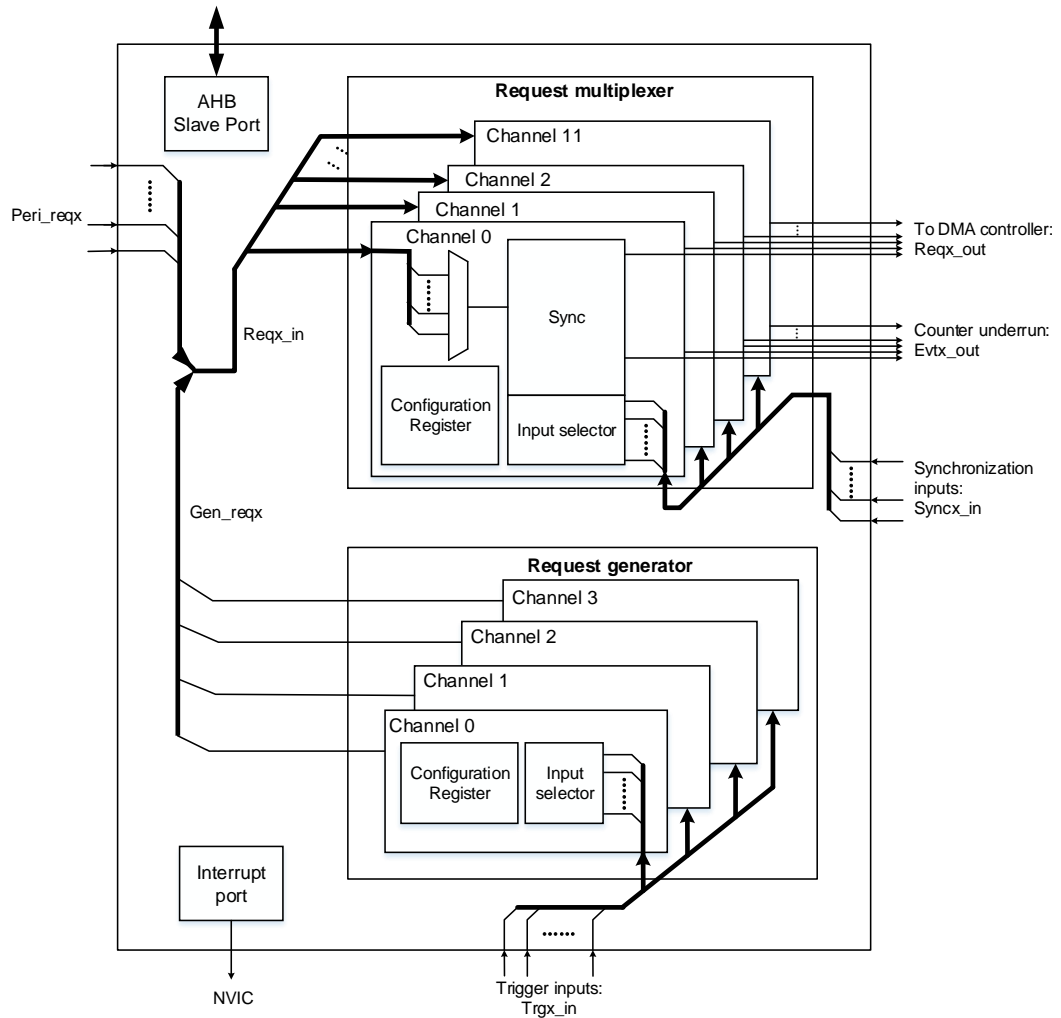 AHB
Slave Port
Request multiplexer
Channel 11
Channel 2
Channel 1
Channel 0
Peri_reqx
Reqx_in
Sync
Configuration
Register
Input selector
To DMA controller:
Reqx_out
Counter underrun:
Evtx_out
Synchronization
inputs:
Syncx_in
Gen_reqx
Request generator
Channel 3
Channel 2
Channel 1
Channel 0
Configuration
Register
Input
selector
Interrupt
port
NVIC
Trigger inputs:
Trgx_in